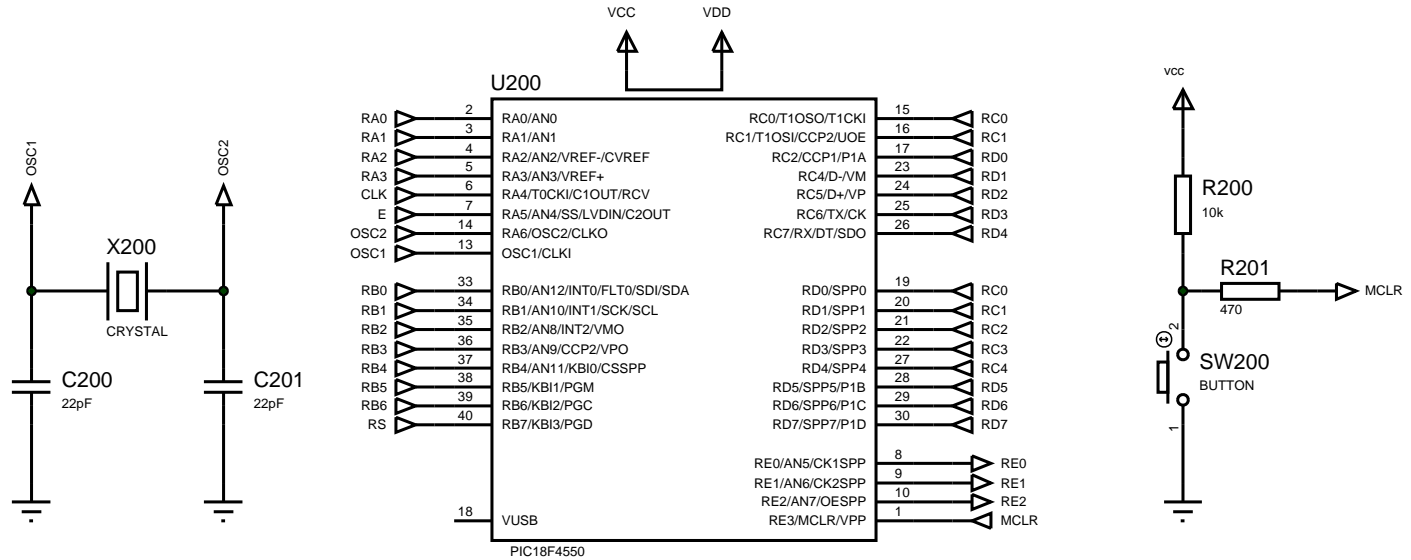 VCC
VDD
U200
RA0 2 RA0/AN0
RA1 3 RA1/AN1
RA2 4 RA2/AN2/VREF-/CVREF
RA3 5 RA3/AN3/VREF+
CLK 6 RA4/T0CKI/C1OUT/RCV
E 7 RA5/AN4/SS/LVDIN/C2OUT
OSC2 14 RA6/OSC2/CLKO
OSC1 13 OSC1/CLKI
RB0 33 RB0/AN12/INT0/FLT0/SDI/SDA
RB1 34 RB1/AN10/INT1/SCK/SCL
RB2 35 RB2/AN8/INT2/VMO
RB3 36 RB3/AN9/CCP2/VPO
RB4 37 RB4/AN11/KBI0/CSSPP
RB5 38 RB5/KBI1/PGM
RB6 39 RB6/KBI2/PGC
RS 40 RB7/KBI3/PGD
18 VUSB
RC0/T1OSO/T1CKI 15 RC0
RC1/T1OSI/CCP2/UOE 16 RC1
RC2/CCP1/P1A 17 RD0
RC4/D-/VM 23 RD1
RC5/D+/VP 24 RD2
RC6/TX/CK 25 RD3
RC7/RX/DT/SDO 26 RD4
RD0/SPP0 19 RC0
RD1/SPP1 20 RC1
RD2/SPP2 21 RC2
RD3/SPP3 22 RC3
RD4/SPP4 27 RC4
RD5/SPP5/P1B 28 RD5
RD6/SPP6/P1C 29 RD6
RD7/SPP7/P1D 30 RD7
RE0/AN5/CK1SPP 8 RE0
RE1/AN6/CK2SPP 9 RE1
RE2/AN7/OESPP 10 RE2
RE3/MCLR/VPP 1 MCLR
PIC18F4550
OSC1
OSC2
X200
CRYSTAL
C200
22pF
C201
22pF
vcc
R200
10k
R201
470
MCLR
2
SW200
BUTTON
1